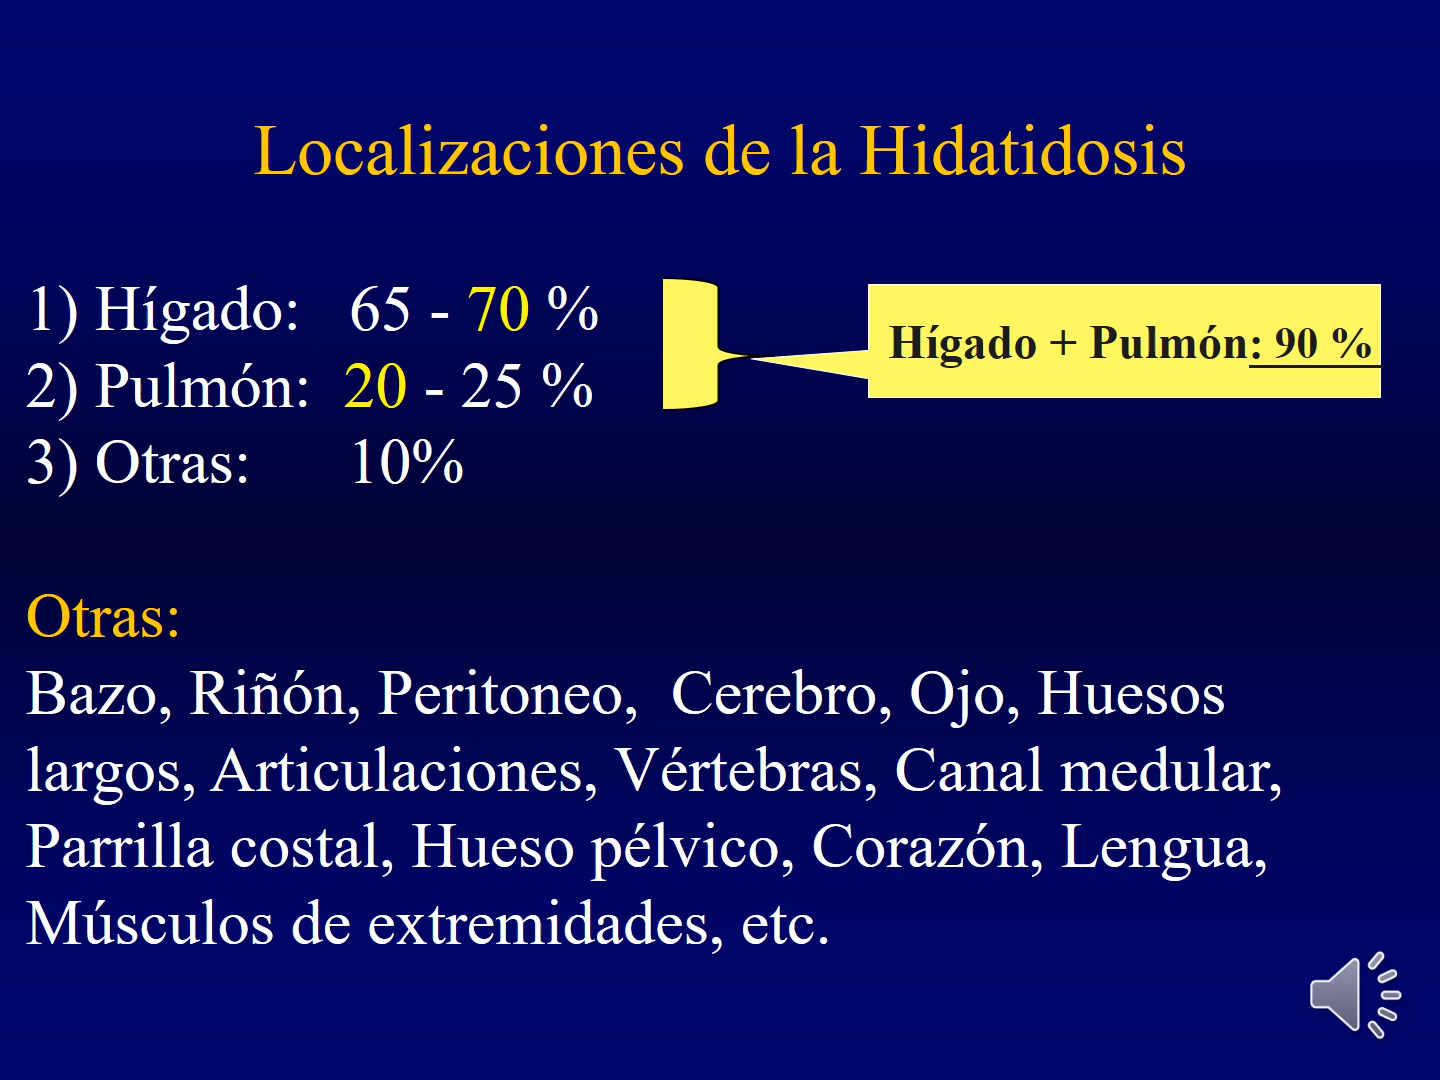 Localizaciones de la Hidatidosis
1) Hígado: 65 - 70 %
2) Pulmón: 20 - 25 %
3) Otras: 10%
Hígado + Pulmón: 90 %
Otras:
Bazo, Riñón, Peritoneo, Cerebro, Ojo, Huesos
largos, Articulaciones, Vértebras, Canal medular,
Parrilla costal, Hueso pélvico, Corazón, Lengua,
Músculos de extremidades, etc.